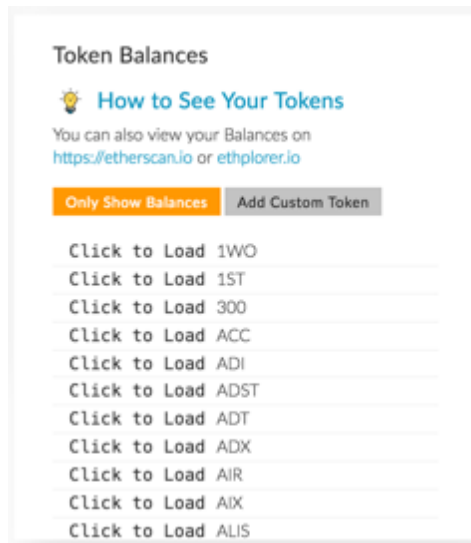 Token Balances
How to See Your Tokens
You can also view your Balances on
https://etherscan.io or ethplorer.io
Only Show Balances Add Custom Token
Click to Load 1WO
Click to Load 1ST
Click to Load 300
Click to Load ACC
Click to Load ADI
Click to Load ADST
Click to Load ADT
Click to Load ADX
Click to Load AIR
Click to Load AIX
Click to Load ALIS